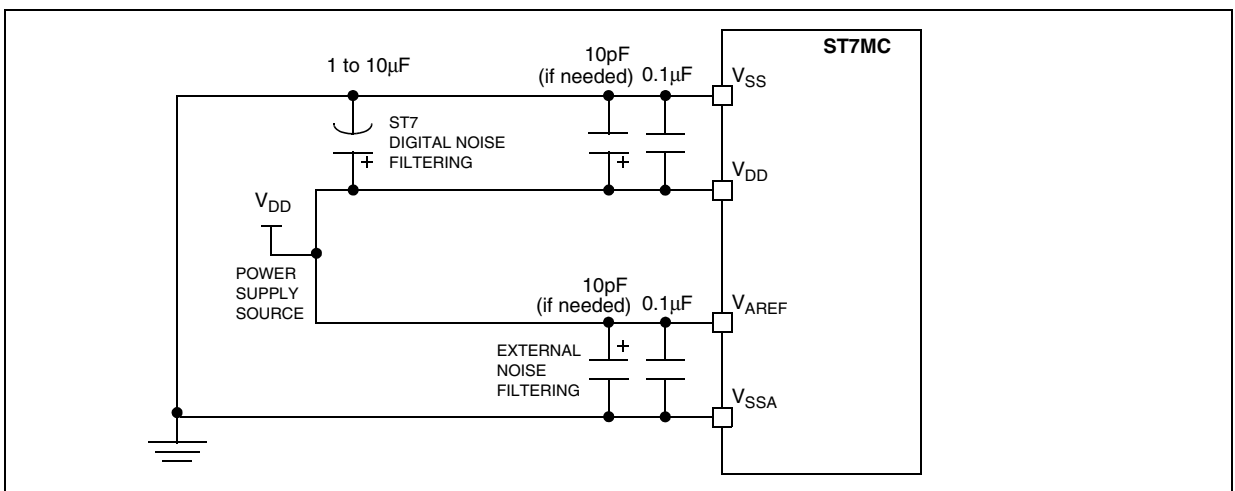 ST7MC
10pF
1 to 10μF
(if needed) 0.1μF
VSS
ST7
DIGITAL NOISE
FILTERING
+
+
VDD
VDD
POWER
SUPPLY
SOURCE
10pF
(if needed) 0.1μF
VAREF
+
EXTERNAL
NOISE
FILTERING
VSSA